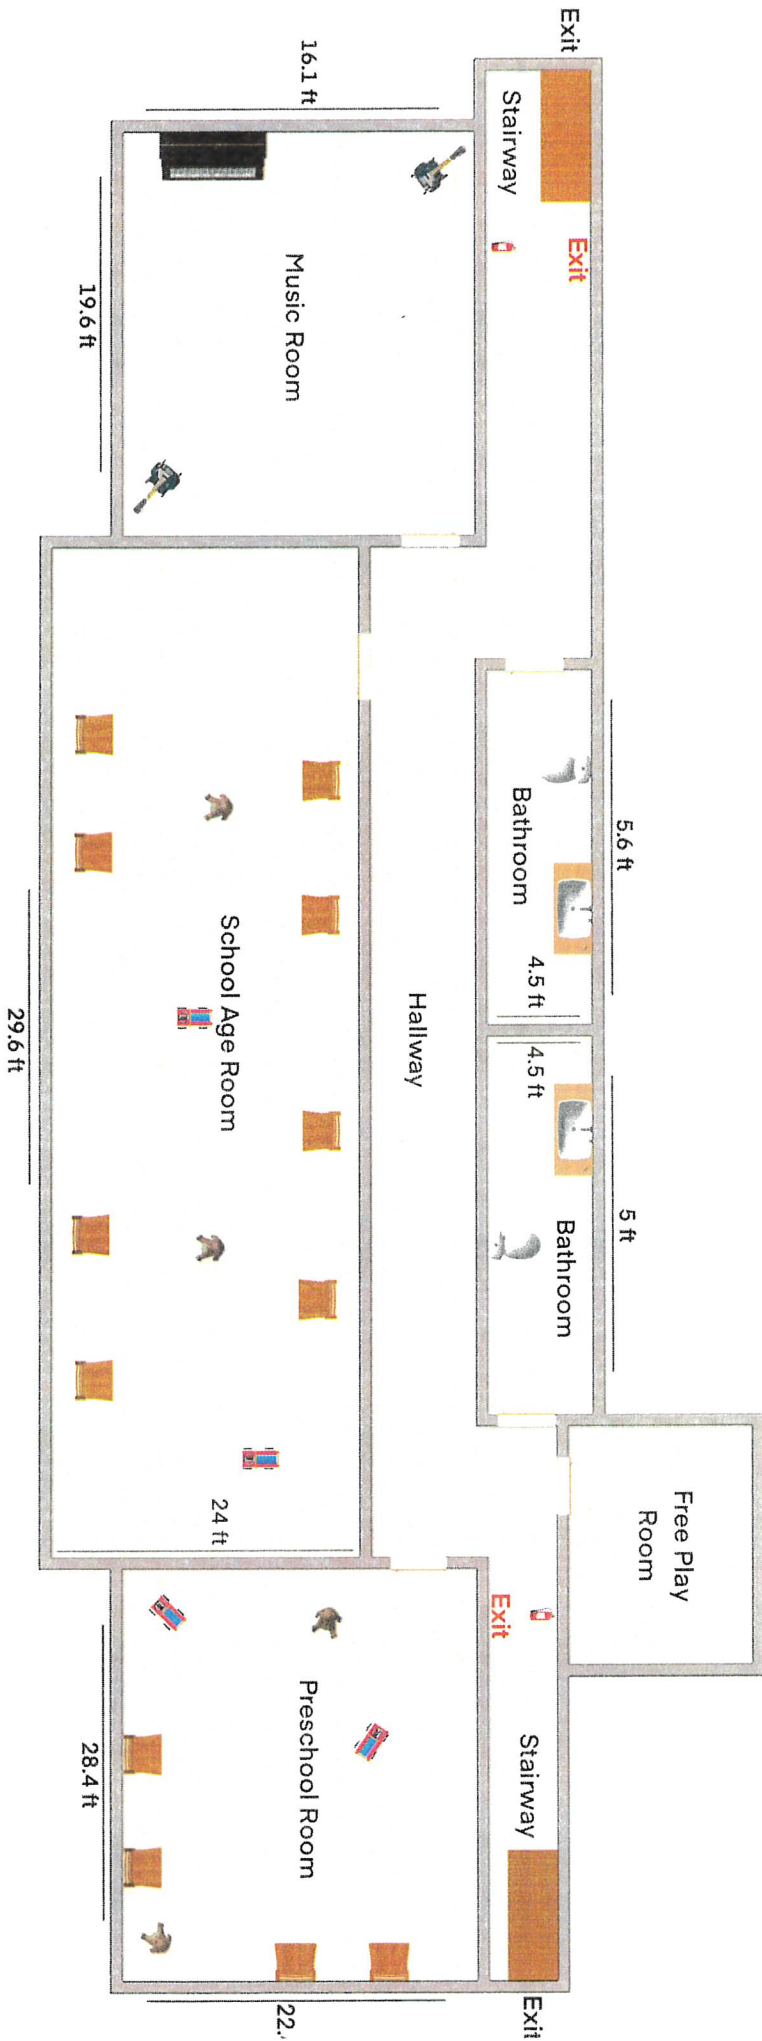 Exit
Stairway
Exit
16.1 ft
Music Room
19.6 ft
5.6 ft
Bathroom
4.5 ft
4.5 ft
5 ft
Bathroom
Hallway
School Age Room
29.6 ft
24 ft
Free Play
Room
Exit
Stairway
Exit
Preschool Room
28.4 ft
22.